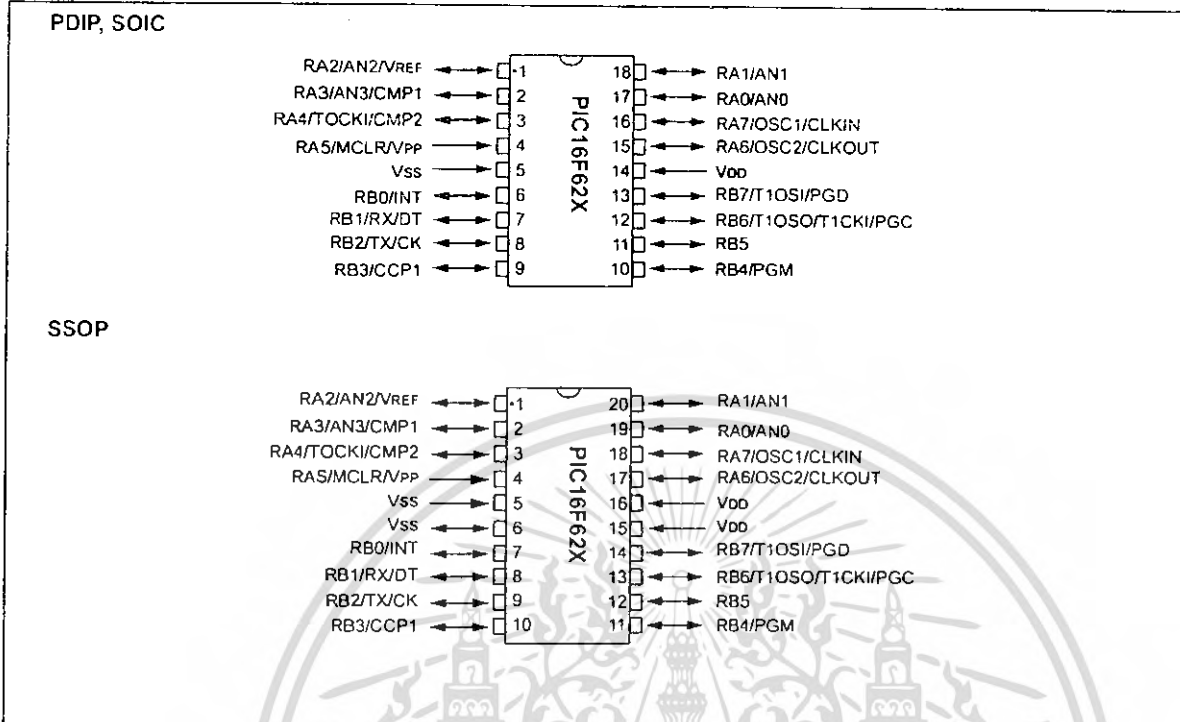 PDIP, SOIC
RA2/AN2/VREF 1 18 RA1/AN1
RA3/AN3/CMP1 2 17 RA0/AN0
RA4/TOCKI/CMP2 3 16 RA7/OSC1/CLKIN
RA5/MCLR/VPP 4 15 RA6/OSC2/CLKOUT
VSS 5 14 VDD
RB0/INT 6 13 RB7/T1OSI/PGD
RB1/RX/DT 7 12 RB6/T1OSO/T1CKI/PGC
RB2/TX/CK 8 11 RB5
RB3/CCP1 9 10 RB4/PGM
PIC16F62X
SSOP
RA2/AN2/VREF 1 20 RA1/AN1
RA3/AN3/CMP1 2 19 RA0/AN0
RA4/TOCKI/CMP2 3 18 RA7/OSC1/CLKIN
RA5/MCLR/VPP 4 17 RA6/OSC2/CLKOUT
VSS 5 16 VDD
VSS 6 15 VDD
RB0/INT 7 14 RB7/T1OSI/PGD
RB1/RX/DT 8 13 RB6/T1OSO/T1CKI/PGC
RB2/TX/CK 9 12 RB5
RB3/CCP1 10 11 RB4/PGM
PIC16F62X